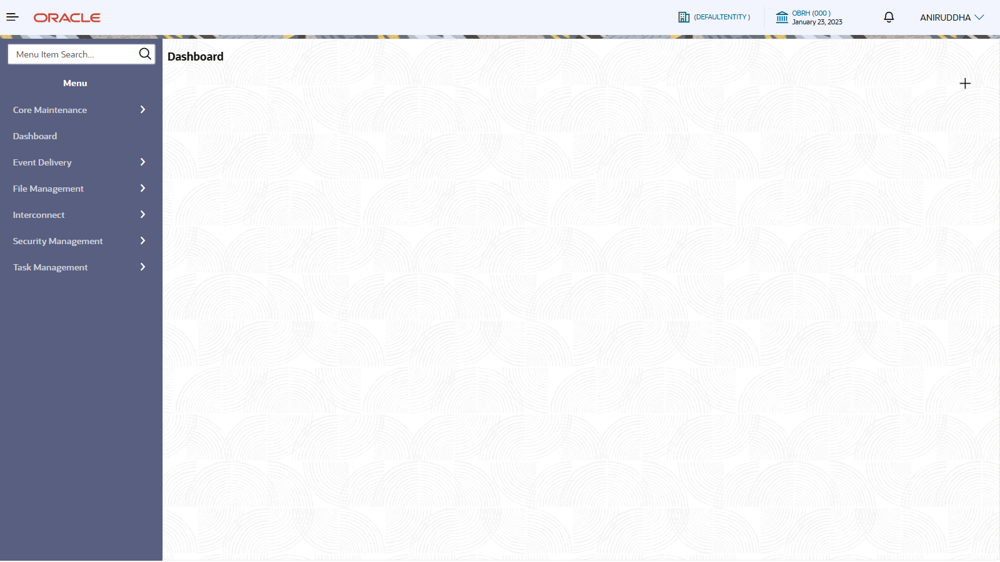 ORACLE
(DEFAULTENTITY )
OBRH (000 )
January 23, 2023
ANIRUDDHA
Menu Item Search...
Dashboard
Menu
Core Maintenance
Dashboard
Event Delivery
File Management
Interconnect
Security Management
Task Management